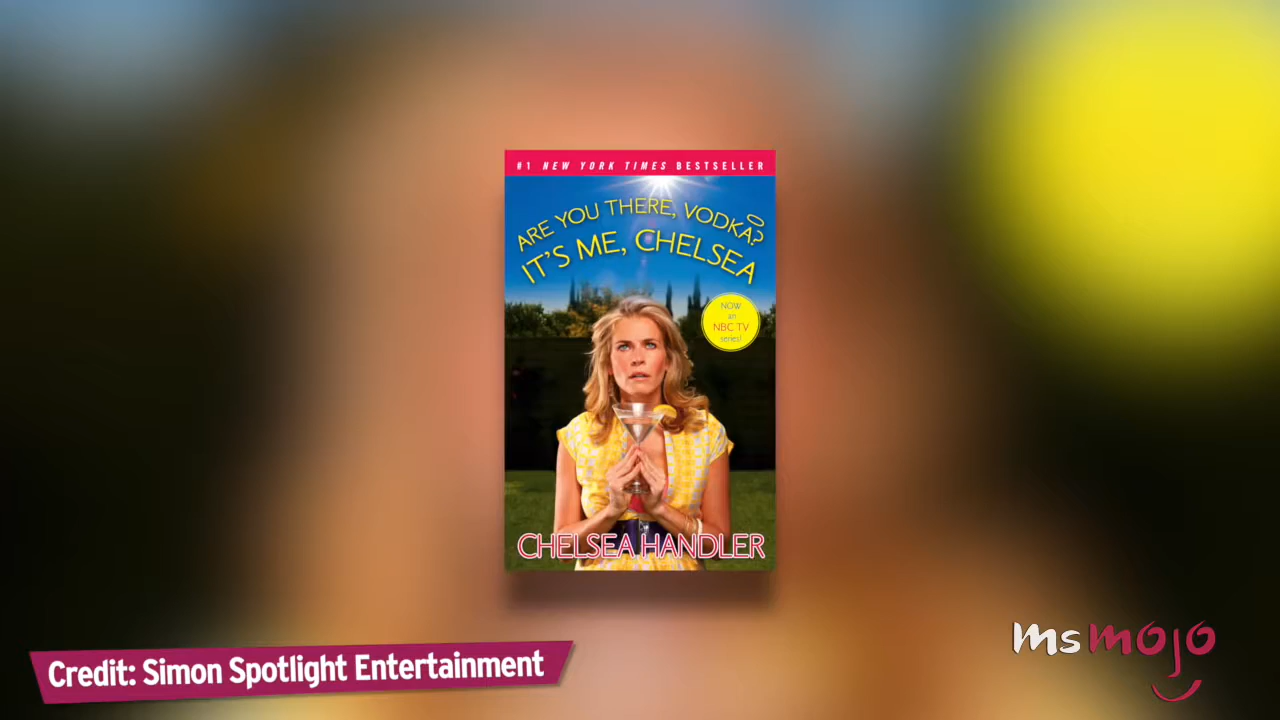 #1 NEW YORK TIMES BESTSELLER
ARE YOU THERE, VODKA?
IT'S ME, CHELSEA
NOW
an
NBC TV
series!
CHELSEA HANDLER
Credit: Simon Spotlight Entertainment
msmojo